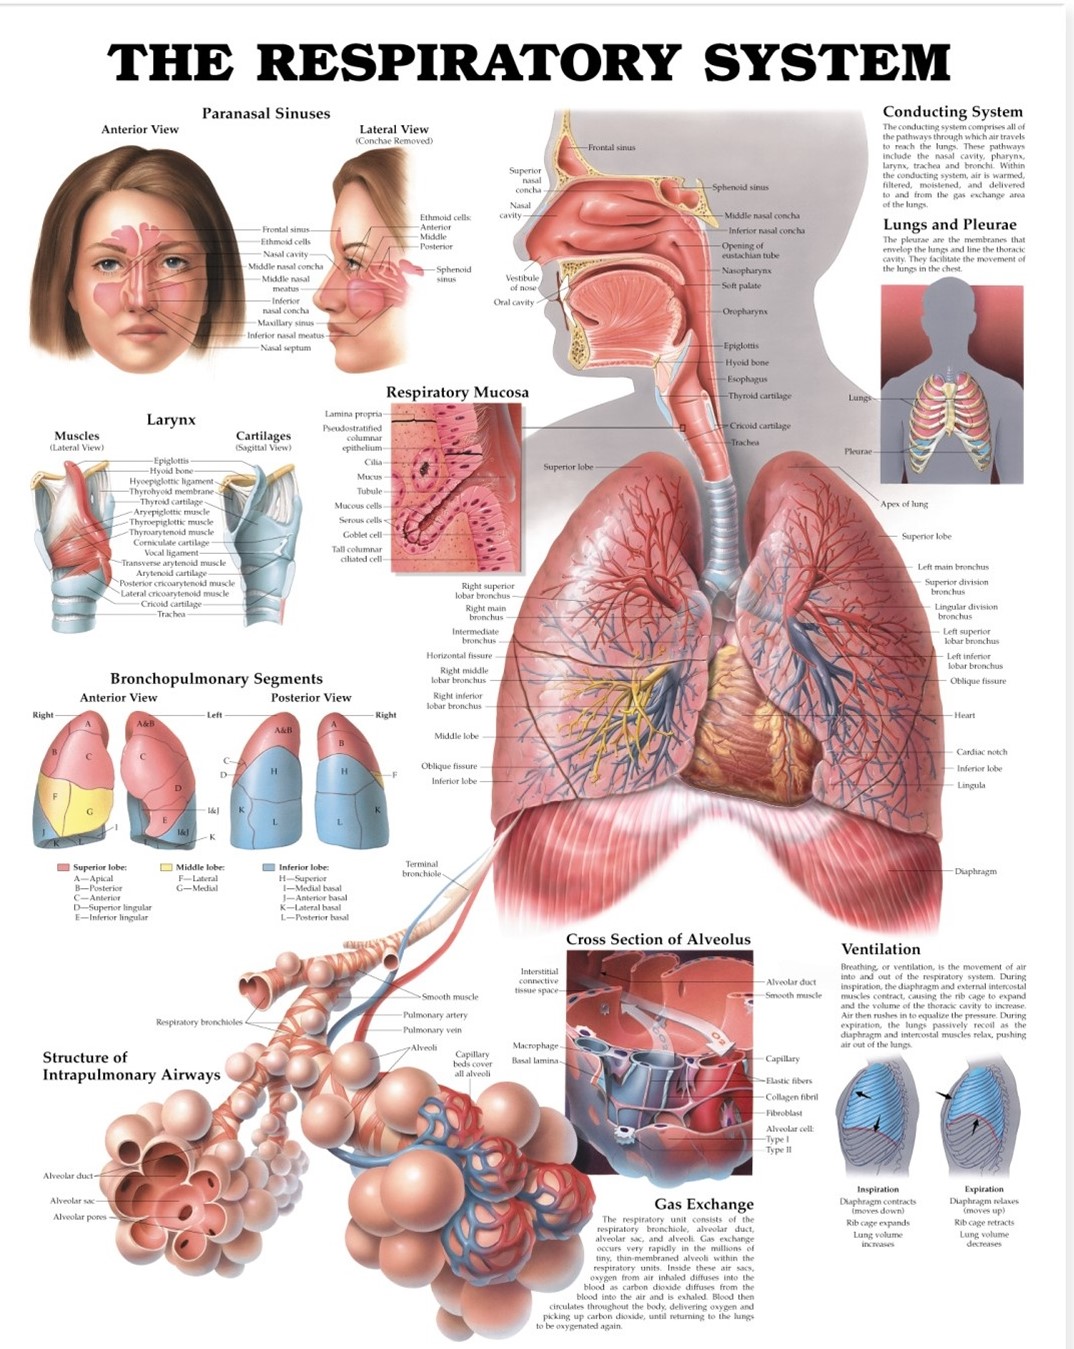 THE RESPIRATORY SYSTEM
Paranasal Sinuses
Anterior View
Lateral View
(Conchae Removed)
Frontal sinus
Ethmoid cells
Nasal cavity
Middle nasal concha
Middle nasal
meatus
Inferior
nasal concha
Maxillary sinus
Inferior nasal meatus
Nasal septum
Ethmoid cells:
Anterior
Middle
Posterior
Sphenoid
sinus
Frontal sinus
Superior
nasal
concha
Nasal
cavity
Vestibule
of nose
Oral cavity
Sphenoid sinus
Middle nasal concha
Inferior nasal concha
Opening of
eustachian tube
Nasopharynx
Soft palate
Oropharynx
Epiglottis
Hyoid bone
Esophagus
Thyroid cartilage
Cricoid cartilage
Trachea
Conducting System
The conducting system comprises all of
the pathways through which air travels
to reach the lungs. These pathways
include the nasal cavity, pharynx,
larynx, trachea and bronchi. Within
the conducting system, air is warmed,
filtered, moistened, and delivered
to and from the gas exchange area
of the lungs.
Lungs and Pleurae
The pleurae are the membranes that
envelop the lungs and line the thoracic
cavity. They facilitate the movement of
the lungs in the chest.
Lungs
Pleurae
Larynx
Muscles
(Lateral View)
Cartilages
(Sagittal View)
Epiglottis
Hyoid bone
Hyoepiglottic ligament
Thyrohyoid membrane
Thyroid cartilage
Aryepiglottic muscle
Thyroepiglottic muscle
Thyroarytenoid muscle
Corniculate cartilage
Vocal ligament
Transverse arytenoid muscle
Arytenoid cartilage
Posterior cricoarytenoid muscle
Lateral cricoarytenoid muscle
Cricoid cartilage
Trachea
Respiratory Mucosa
Lamina propria
Pseudostratified
columnar
epithelium
Cilia
Mucus
Tubule
Mucous cells
Serous cells
Goblet cell
Tall columnar
ciliated cell
Superior lobe
Right superior
lobar bronchus
Right main
bronchus
Intermediate
bronchus
Horizontal fissure
Right middle
lobar bronchus
Right inferior
lobar bronchus
Middle lobe
Oblique fissure
Inferior lobe
Apex of lung
Superior lobe
Left main bronchus
Superior division
bronchus
Lingular division
bronchus
Left superior
lobar bronchus
Left inferior
lobar bronchus
Oblique fissure
Heart
Cardiac notch
Inferior lobe
Lingula
Diaphragm
Bronchopulmonary Segments
Anterior View
Posterior View
Right
Left
Right
A
B
C
F
G
J
K
L
J
A&B
C
D
E
I&J
I&J
K
L
A&B
C
D
H
K
L
A
B
H
F
K
L
Superior lobe:
A—Apical
B—Posterior
C—Anterior
D—Superior lingular
E—Inferior lingular
Middle lobe:
F—Lateral
G—Medial
Inferior lobe:
H—Superior
I—Medial basal
J—Anterior basal
K—Lateral basal
L—Posterior basal
Terminal
bronchiole
Smooth muscle
Pulmonary artery
Pulmonary vein
Respiratory bronchioles
Alveoli
Capillary
beds cover
all alveoli
Structure of
Intrapulmonary Airways
Alveolar duct
Alveolar sac
Alveolar pores
Cross Section of Alveolus
Interstitial
connective
tissue space
Macrophage
Basal lamina
Alveolar duct
Smooth muscle
Capillary
Elastic fibers
Collagen fibril
Fibroblast
Alveolar cell:
Type I
Type II
Gas Exchange
The respiratory unit consists of the
respiratory bronchiole, alveolar duct,
alveolar sac, and alveoli. Gas exchange
occurs very rapidly in the millions of
tiny, thin-membraned alveoli within the
respiratory units. Inside these air sacs,
oxygen from air inhaled diffuses into the
blood as carbon dioxide diffuses from the
blood into the air and is exhaled. Blood then
circulates throughout the body, delivering oxygen and
picking up carbon dioxide, until returning to the lungs
to be oxygenated again.
Ventilation
Breathing, or ventilation, is the movement of air
into and out of the respiratory system. During
inspiration, the diaphragm and external intercostal
muscles contract, causing the rib cage to expand
and the volume of the thoracic cavity to increase.
Air then rushes in to equalize the pressure. During
expiration, the lungs passively recoil as the
diaphragm and intercostal muscles relax, pushing
air out of the lungs.
Inspiration
Diaphragm contracts
(moves down)
Rib cage expands
Lung volume
increases
Expiration
Diaphragm relaxes
(moves up)
Rib cage retracts
Lung volume
decreases